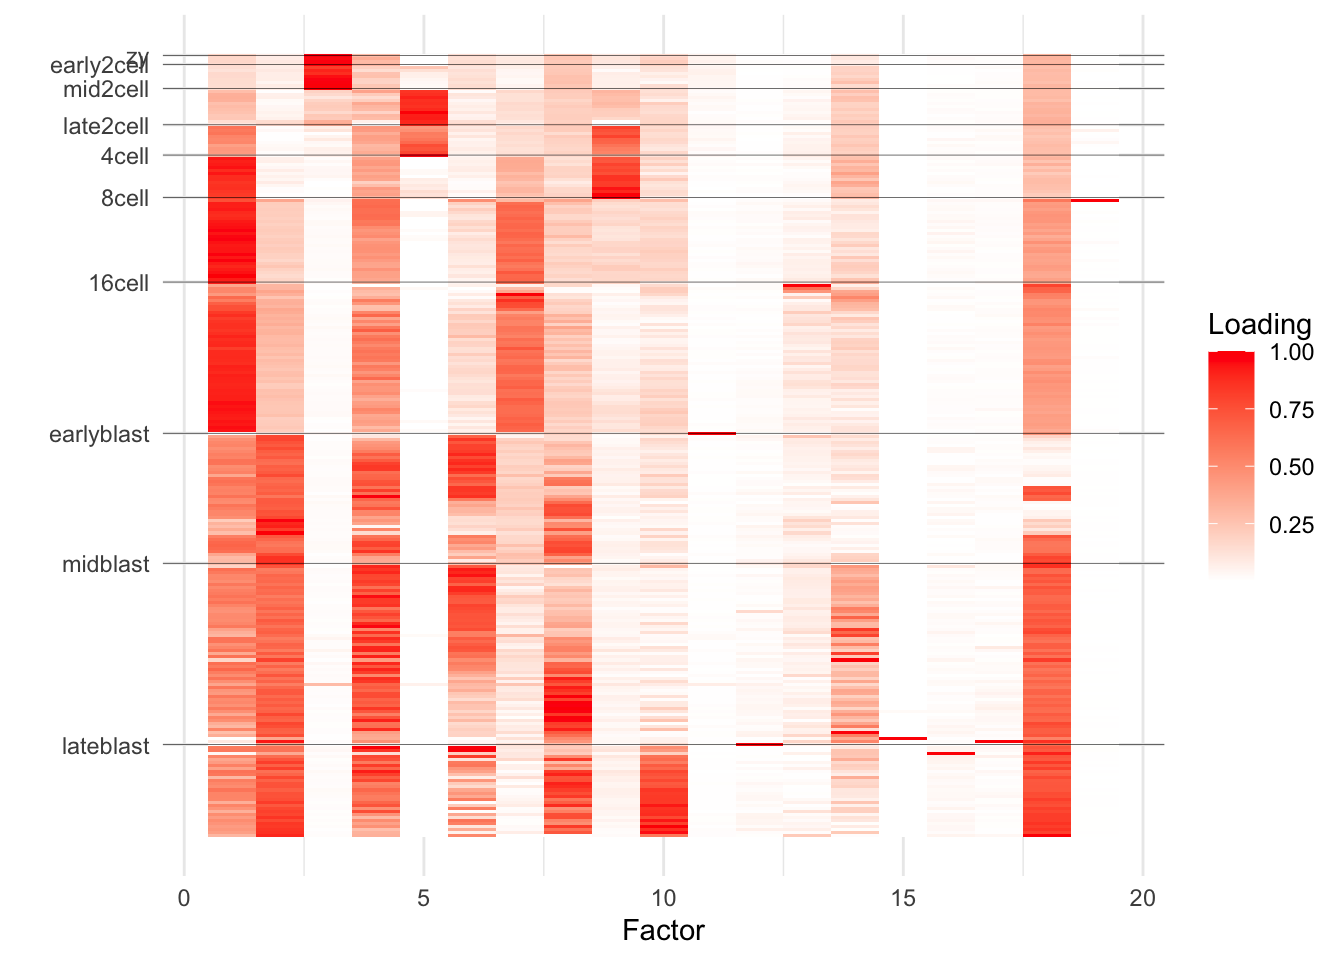 zy
early2cell
mid2cell
late2cell
4cell
8cell
16cell
earlyblast
midblast
lateblast
0 5 10 15 20
Factor
Loading
1.00
0.75
0.50
0.25